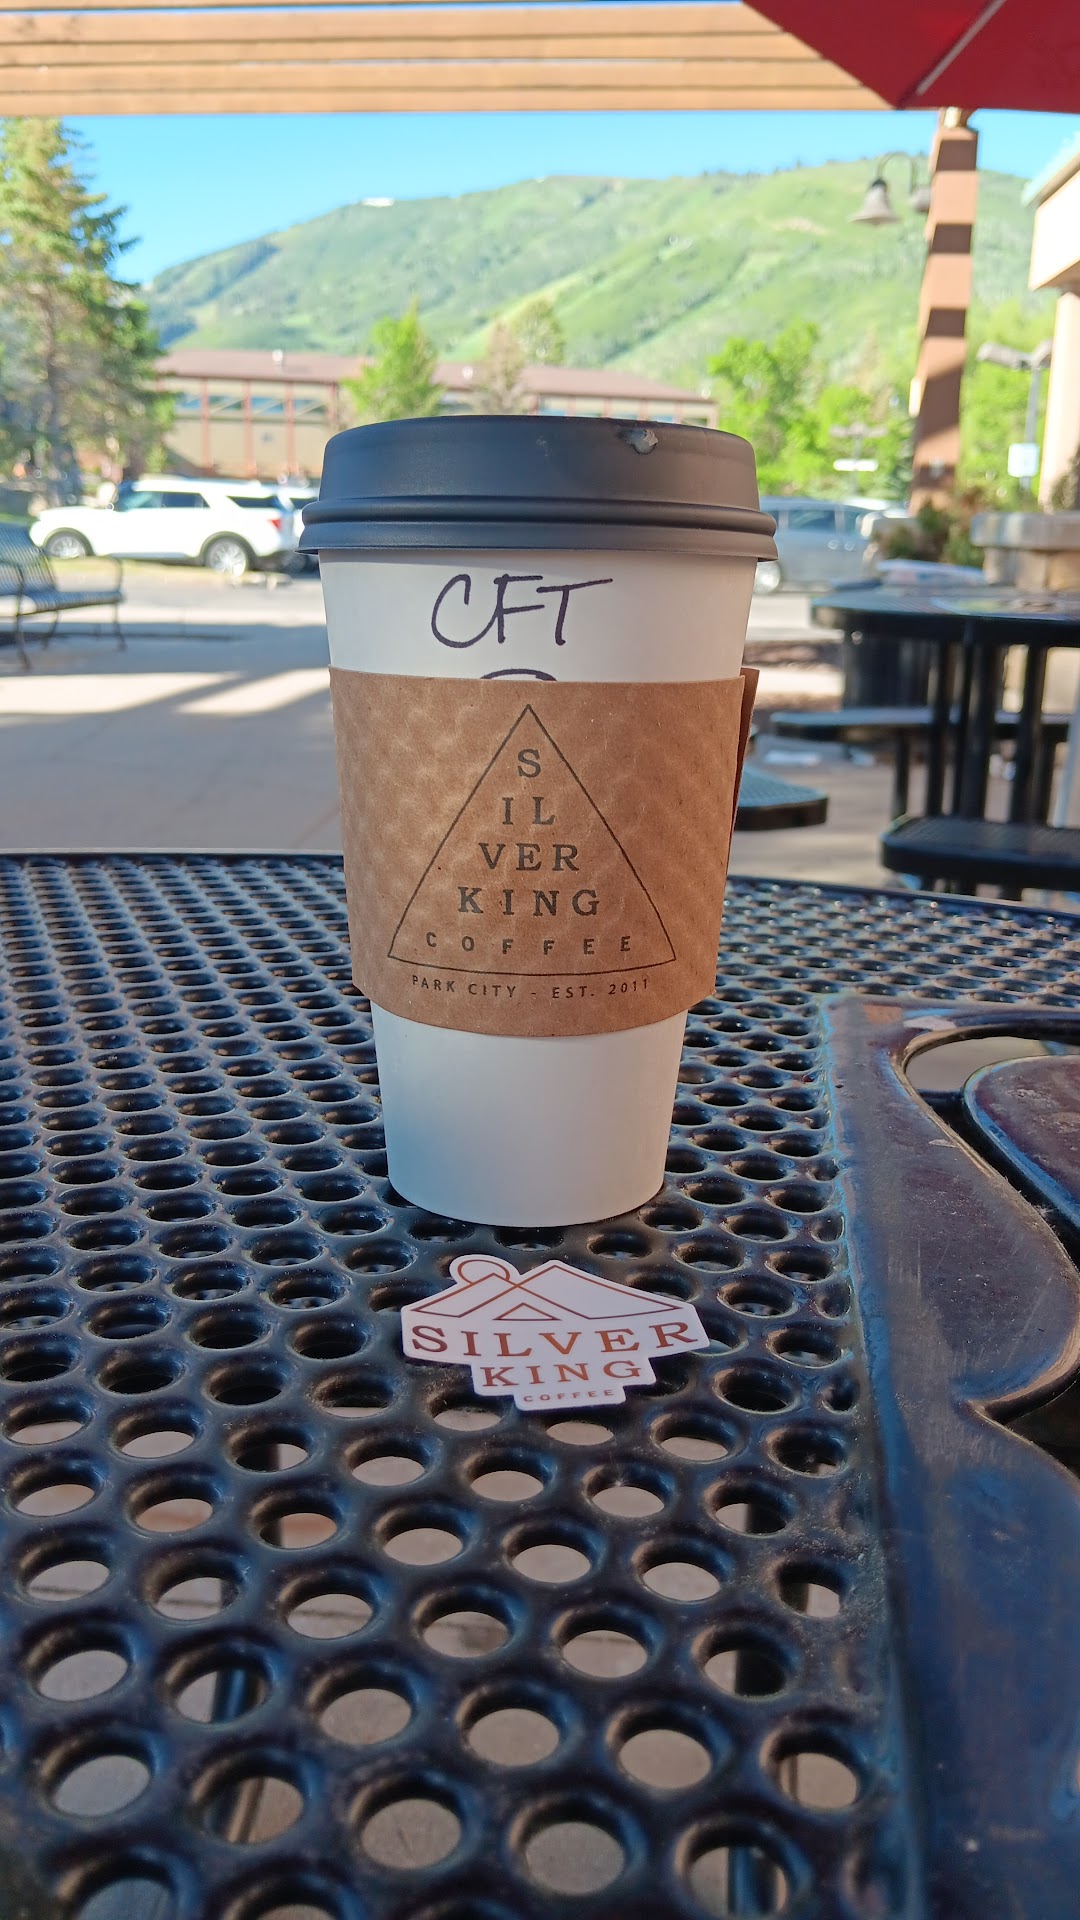 CFT
S
IL
VER
KING
COFFEE
PARK CITY - EST. 2011
SILVER
KING
COFFEE